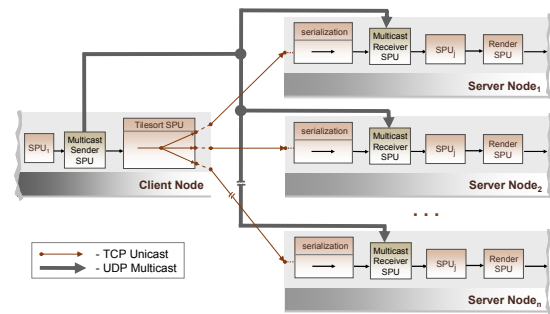 serialization
Multicast
Receiver
SPU
SPUj
Render
SPU
Server Node1
Tilesort SPU
SPU1
Multicast
Sender
SPU
Client Node
serialization
Multicast
Receiver
SPU
SPUj
Render
SPU
Server Node2
. . .
serialization
Multicast
Receiver
SPU
SPUj
Render
SPU
Server Noden
- TCP Unicast
- UDP Multicast